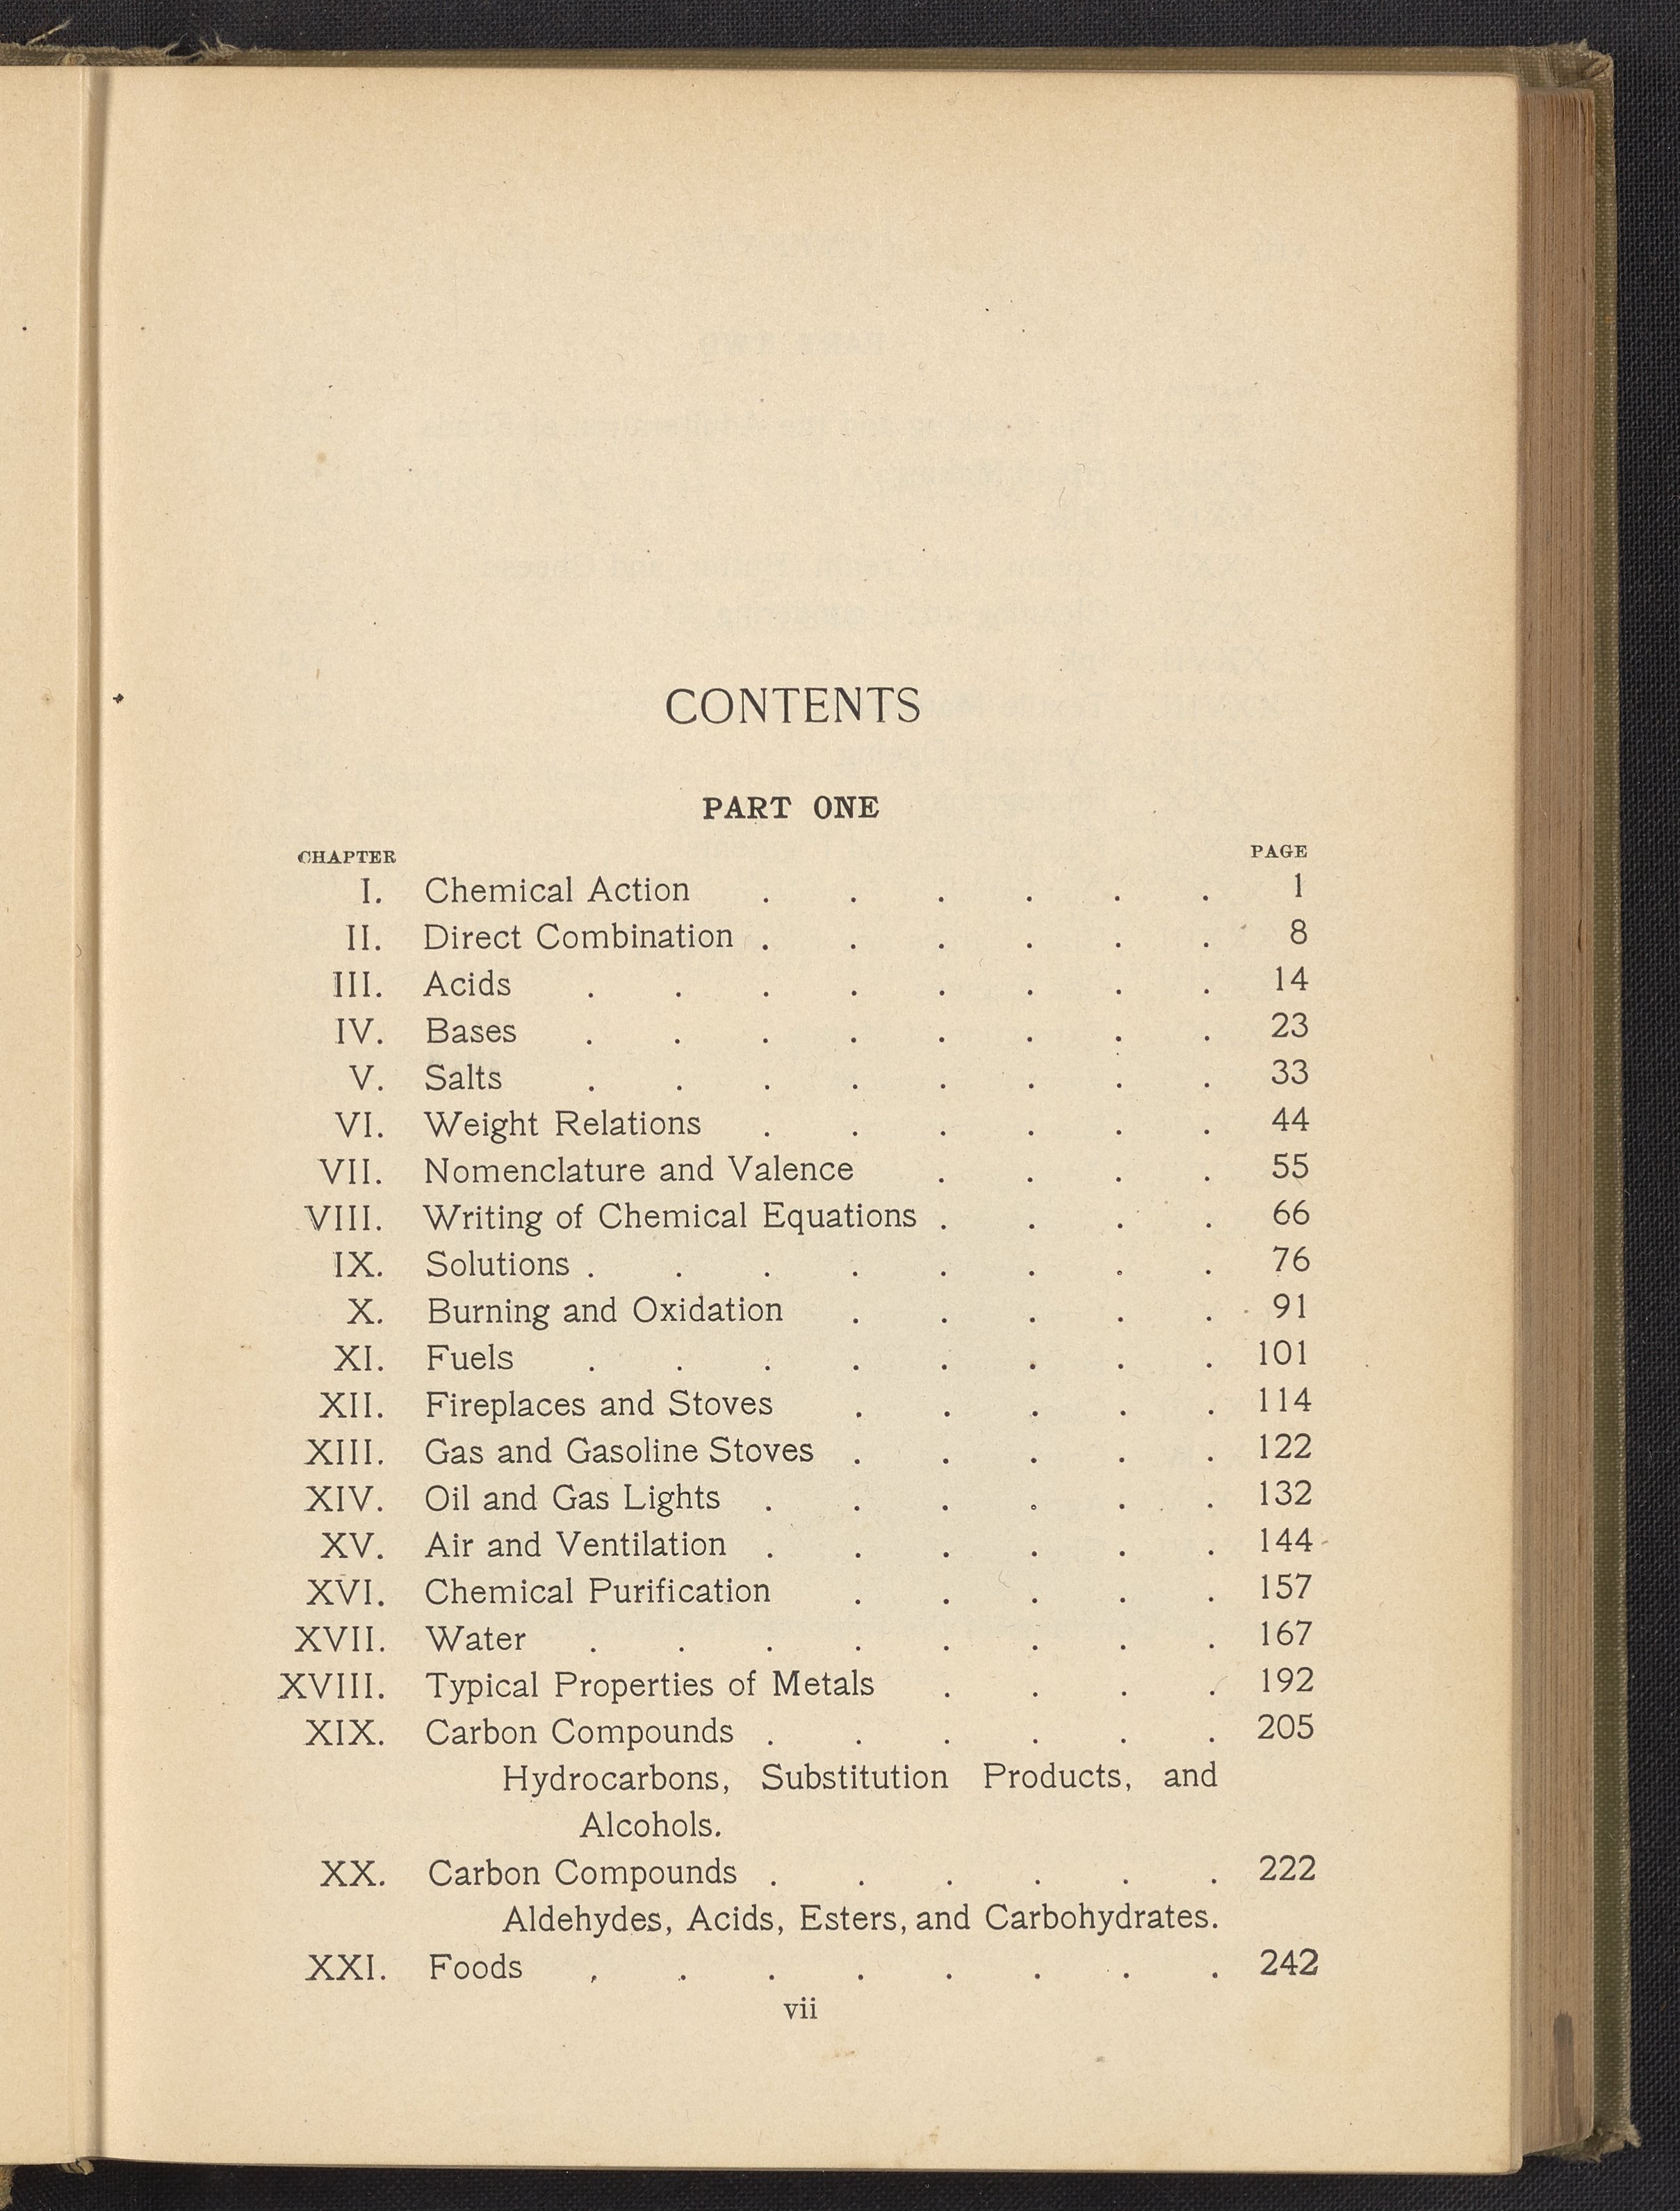 CONTENTS
PART ONE
CHAPTER PAGE
I. Chemical Action . . . . . . 1
II. Direct Combination . . . . . . 8
III. Acids . . . . . . . . 14
IV. Bases . . . . . . . . 23
V. Salts . . . . . . . . 33
VI. Weight Relations . . . . . . 44
VII. Nomenclature and Valence . . . . 55
VIII. Writing of Chemical Equations . . . . 66
IX. Solutions . . . . . . . . 76
X. Burning and Oxidation . . . . . 91
XI. Fuels . . . . . . . . 101
XII. Fireplaces and Stoves . . . . . 114
XIII. Gas and Gasoline Stoves . . . . . 122
XIV. Oil and Gas Lights . . . . . . 132
XV. Air and Ventilation . . . . . . 144
XVI. Chemical Purification . . . . . 157
XVII. Water . . . . . . . . 167
XVIII. Typical Properties of Metals . . . . 192
XIX. Carbon Compounds . . . . . . 205
Hydrocarbons, Substitution Products, and
Alcohols.
XX. Carbon Compounds . . . . . . 222
Aldehydes, Acids, Esters, and Carbohydrates.
XXI. Foods . . . . . . . . 242
vii